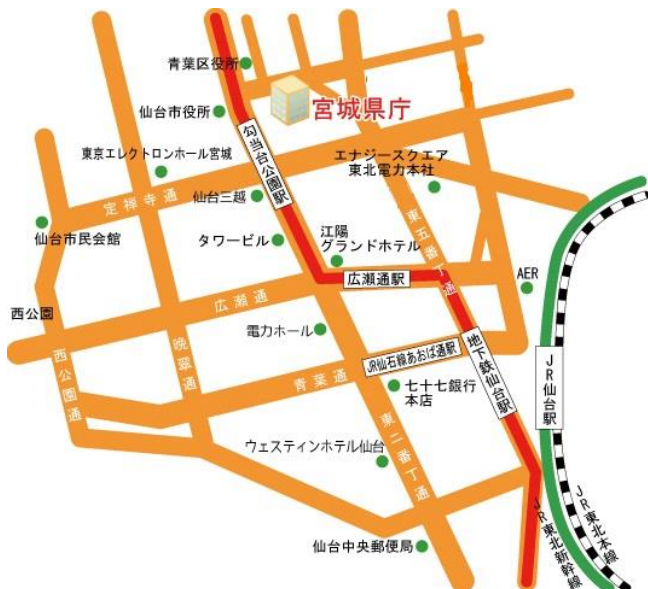 青葉区役所
宮城県庁
仙台市役所
勾当台公園駅
東京エレクトロンホール宮城
エナジースクエア
東北電力本社
仙台三越
定禅寺通
仙台市民会館
タワービル
江陽
グランドホテル
東五番丁通
広瀬通駅
AER
広瀬通
西公園
電力ホール
JR仙石線あおば通駅
地下鉄仙台駅
JR仙台駅
西公園通
晩翠通
青葉通
七十七銀行
本店
東二番丁通
ウェスティンホテル仙台
仙台中央郵便局
JR東北新幹線
JR東北本線